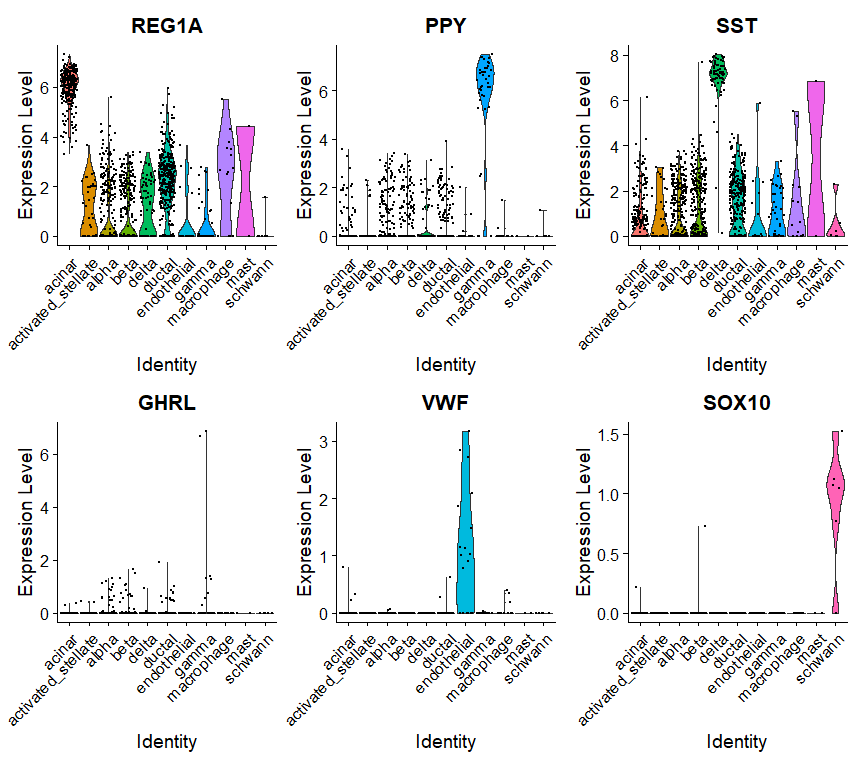 REG1A
Expression Level
6
4
2
0
acinar
activated_stellate
alpha
beta
delta
ductal
endothelial
gamma
macrophage
mast
schwann
Identity
PPY
Expression Level
6
4
2
0
acinar
activated_stellate
alpha
beta
delta
ductal
endothelial
gamma
macrophage
mast
schwann
Identity
SST
Expression Level
8
6
4
2
0
acinar
activated_stellate
alpha
beta
delta
ductal
endothelial
gamma
macrophage
mast
schwann
Identity
GHRL
Expression Level
6
4
2
0
acinar
activated_stellate
alpha
beta
delta
ductal
endothelial
gamma
macrophage
mast
schwann
Identity
VWF
Expression Level
3
2
1
0
acinar
activated_stellate
alpha
beta
delta
ductal
endothelial
gamma
macrophage
mast
schwann
Identity
SOX10
Expression Level
1.5
1.0
0.5
0.0
acinar
activated_stellate
alpha
beta
delta
ductal
endothelial
gamma
macrophage
mast
schwann
Identity